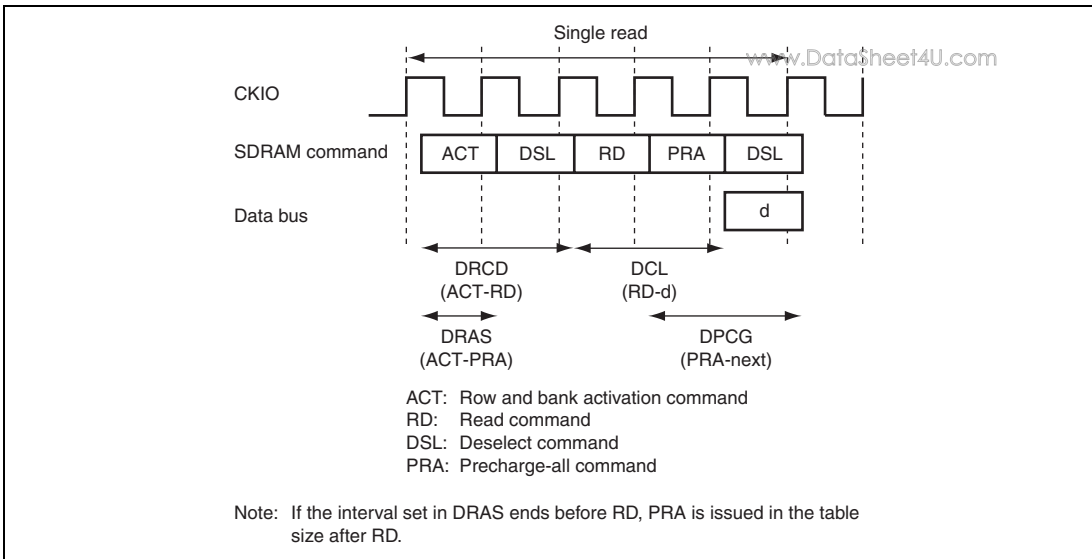 Single read
www.DataSheet4U.com
CKIO
SDRAM command ACT DSL RD PRA DSL
Data bus d
DRCD DCL
(ACT-RD) (RD-d)
DRAS DPCG
(ACT-PRA) (PRA-next)
ACT: Row and bank activation command
RD: Read command
DSL: Deselect command
PRA: Precharge-all command
Note: If the interval set in DRAS ends before RD, PRA is issued in the table
size after RD.